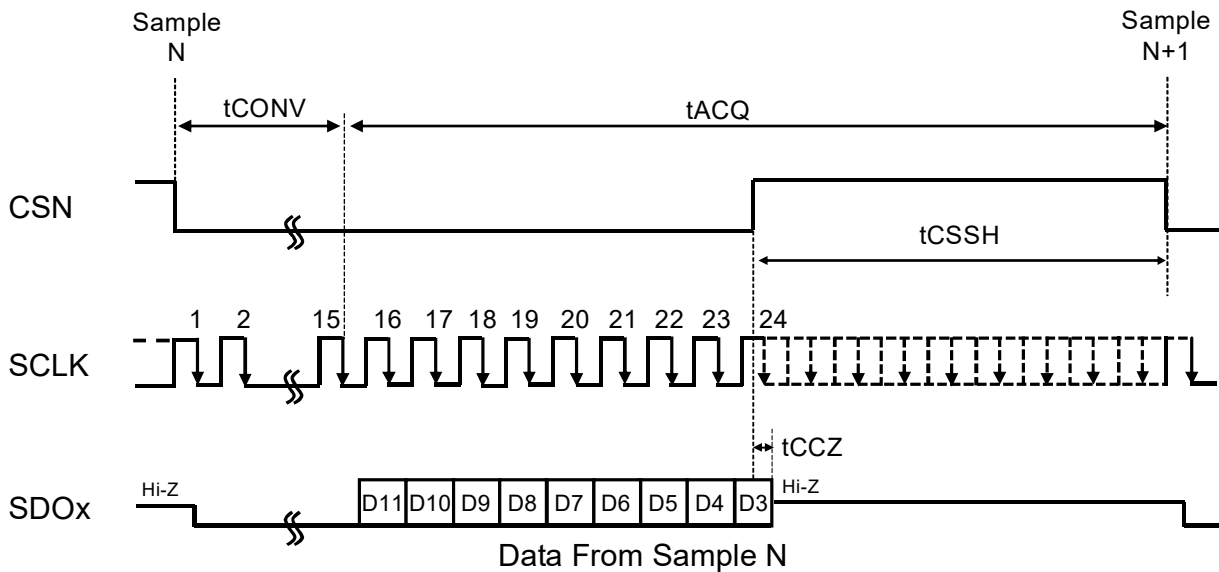 Sample N
Sample N+1
tCONV
tACQ
CSN
tCSSH
1 2 15 16 17 18 19 20 21 22 23 24
SCLK
tCCZ
Hi-Z
Hi-Z
SDOx
D11 D10 D9 D8 D7 D6 D5 D4 D3
Data From Sample N